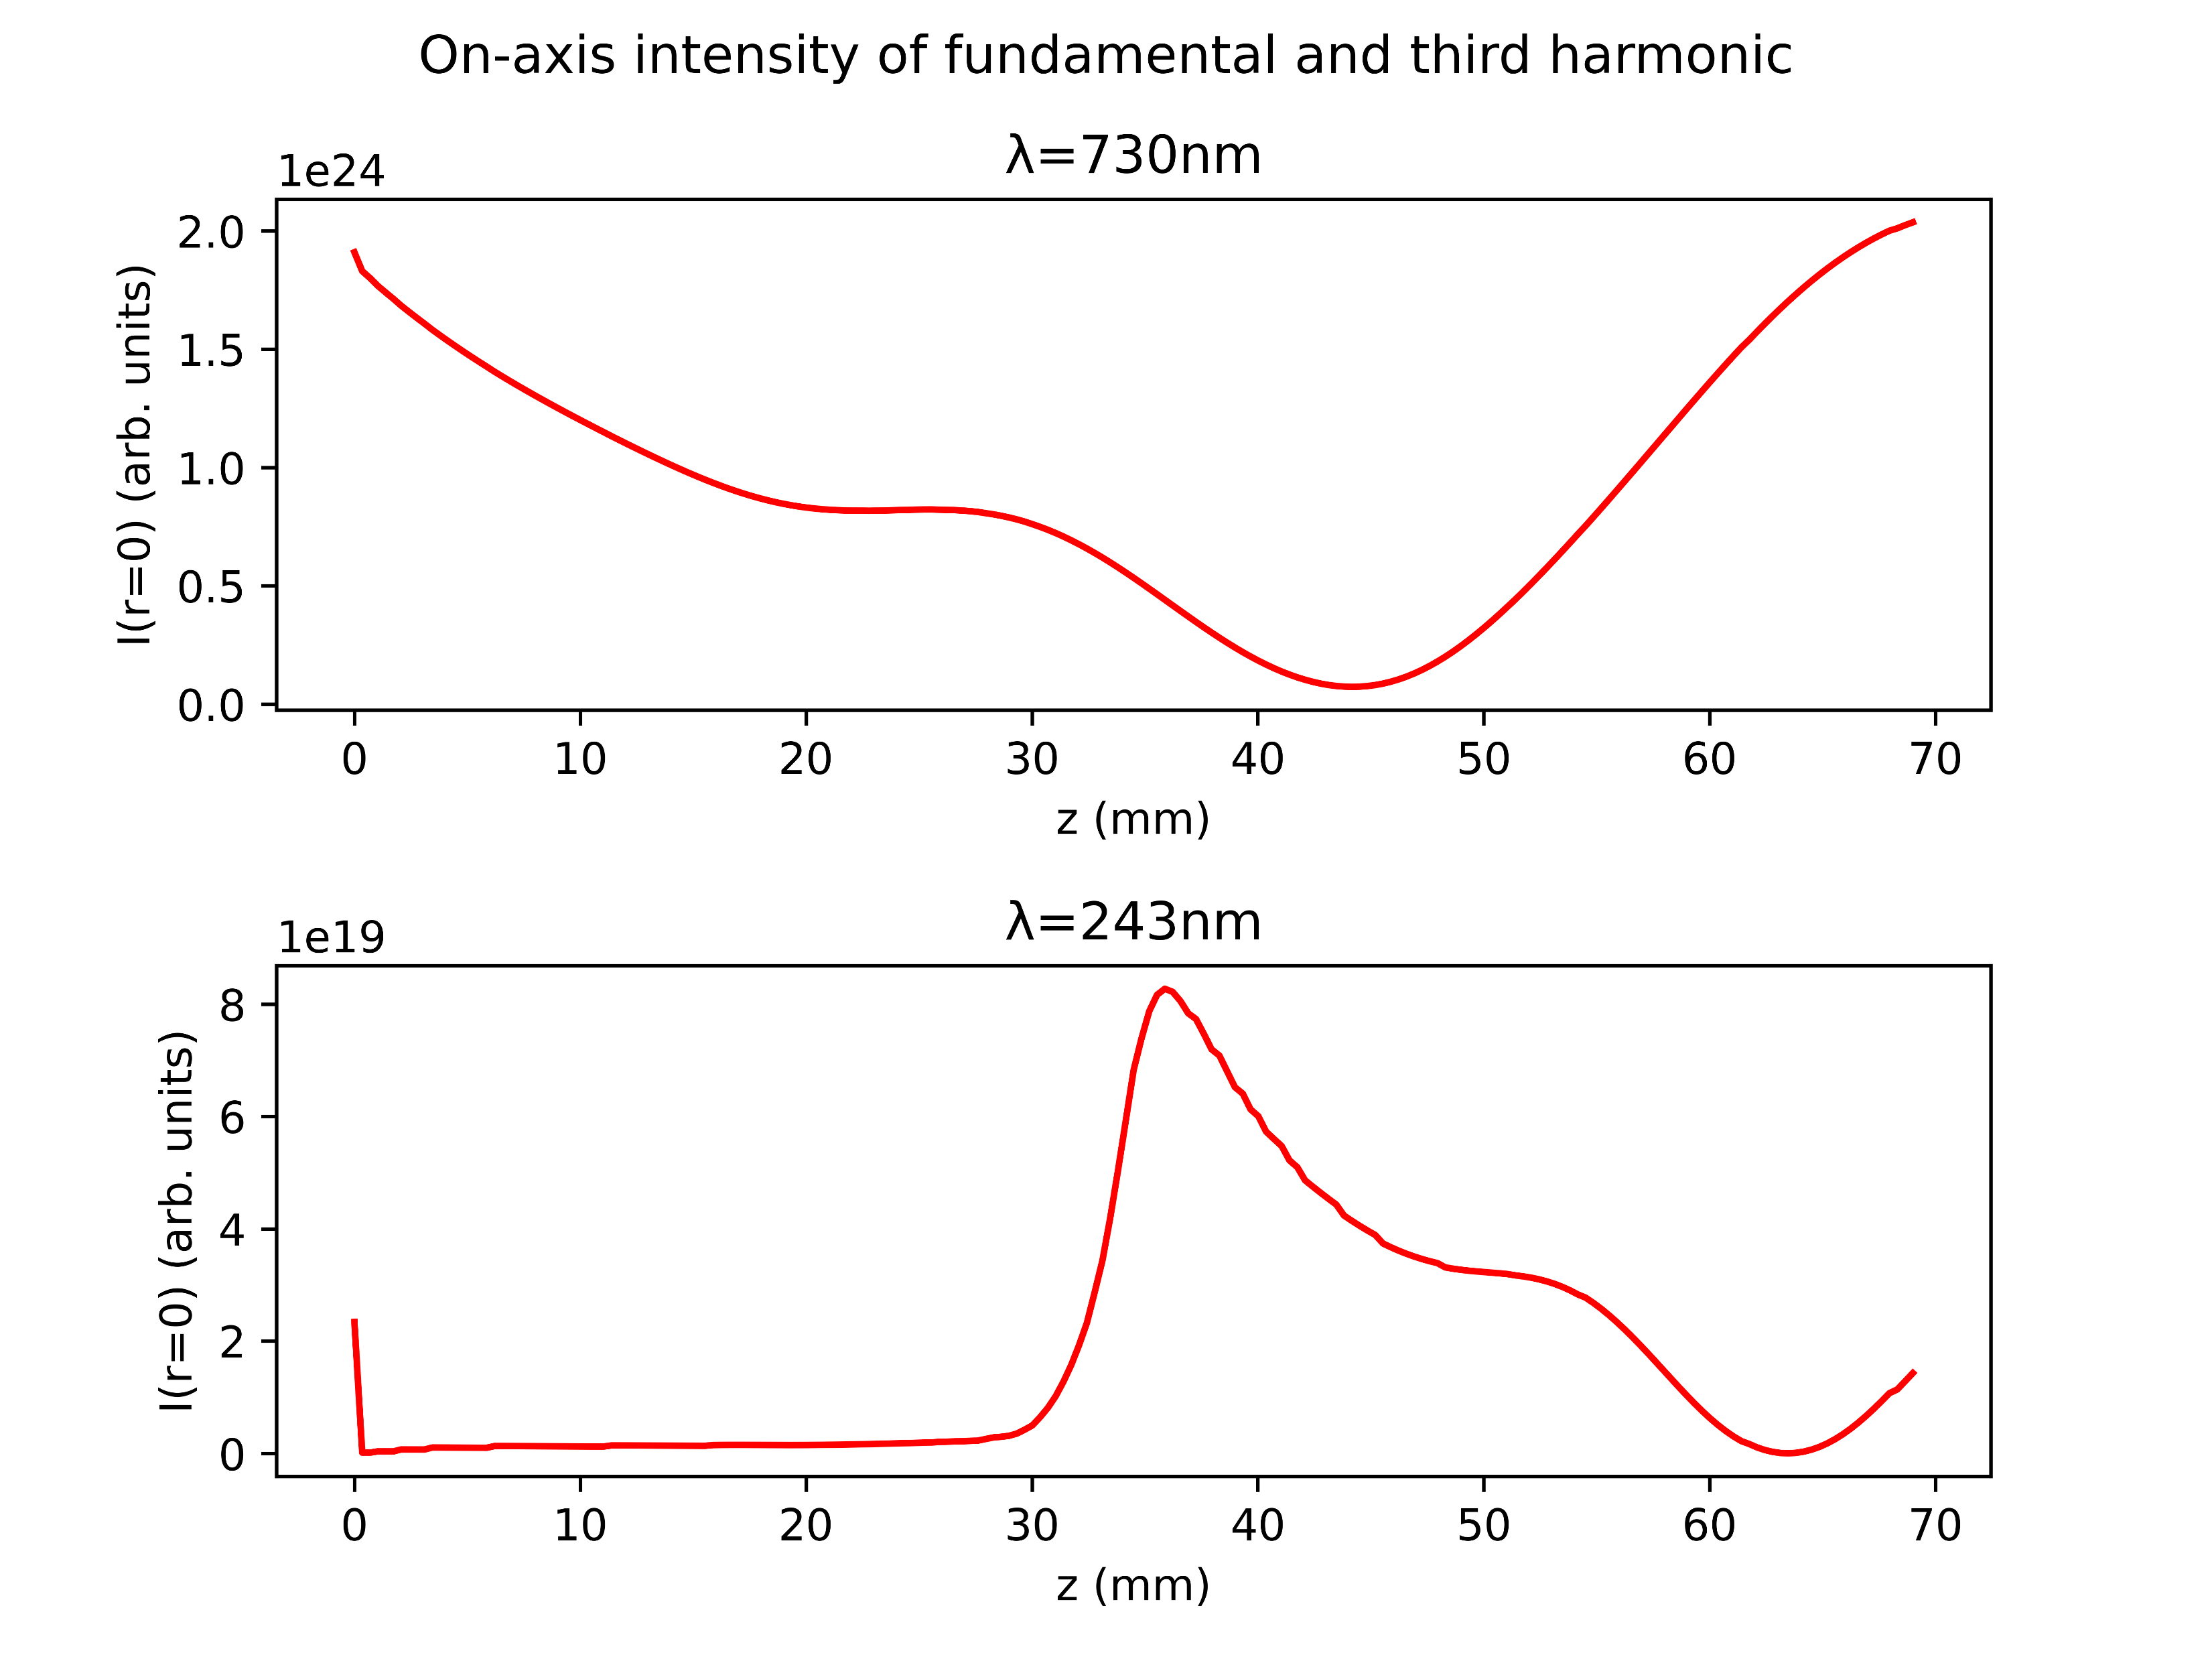 On-axis intensity of fundamental and third harmonic
λ=730nm
1e24
I(r=0) (arb. units)
2.0
1.5
1.0
0.5
0.0
0 10 20 30 40 50 60 70
z (mm)
λ=243nm
1e19
I(r=0) (arb. units)
8
6
4
2
0
0 10 20 30 40 50 60 70
z (mm)